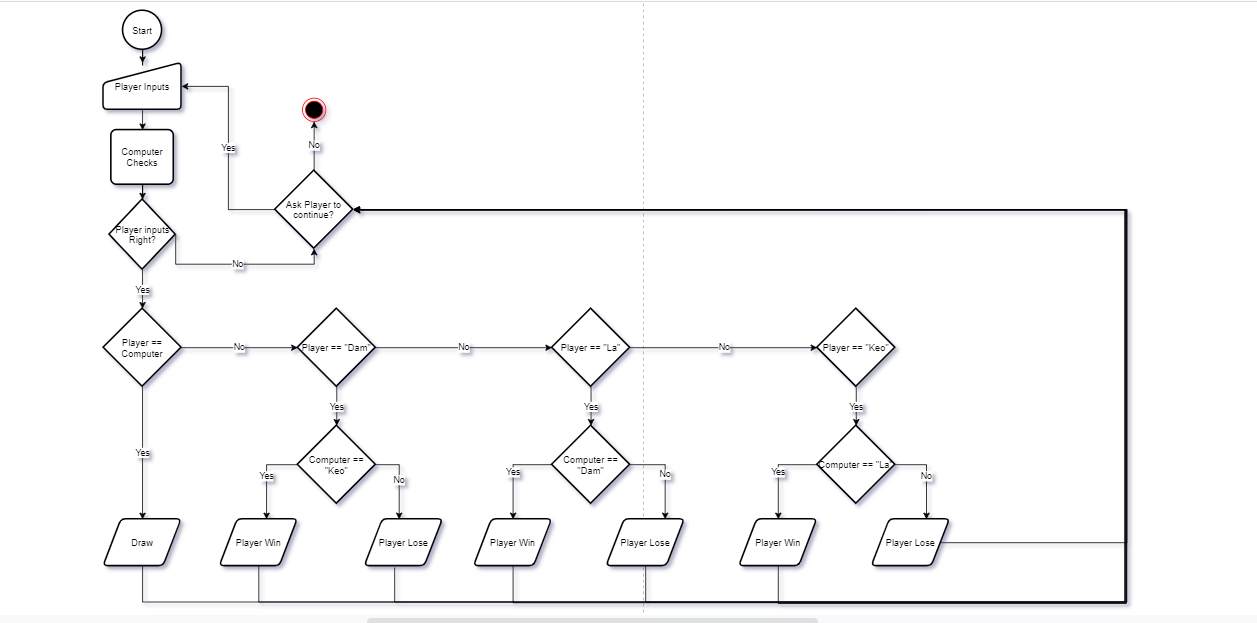 Start
Player Inputs
Computer
Checks
Player inputs
Right?
No
Yes
Ask Player to
continue?
Yes
No
Player ==
Computer
No
Player == "Dam"
No
Player == "La"
No
Player == "Keo"
Yes
Yes
Yes
Yes
Computer ==
"Keo"
Yes
No
Computer ==
"Dam"
Yes
No
Computer == "La
Yes
No
Draw
Player Win
Player Lose
Player Win
Player Lose
Player Win
Player Lose